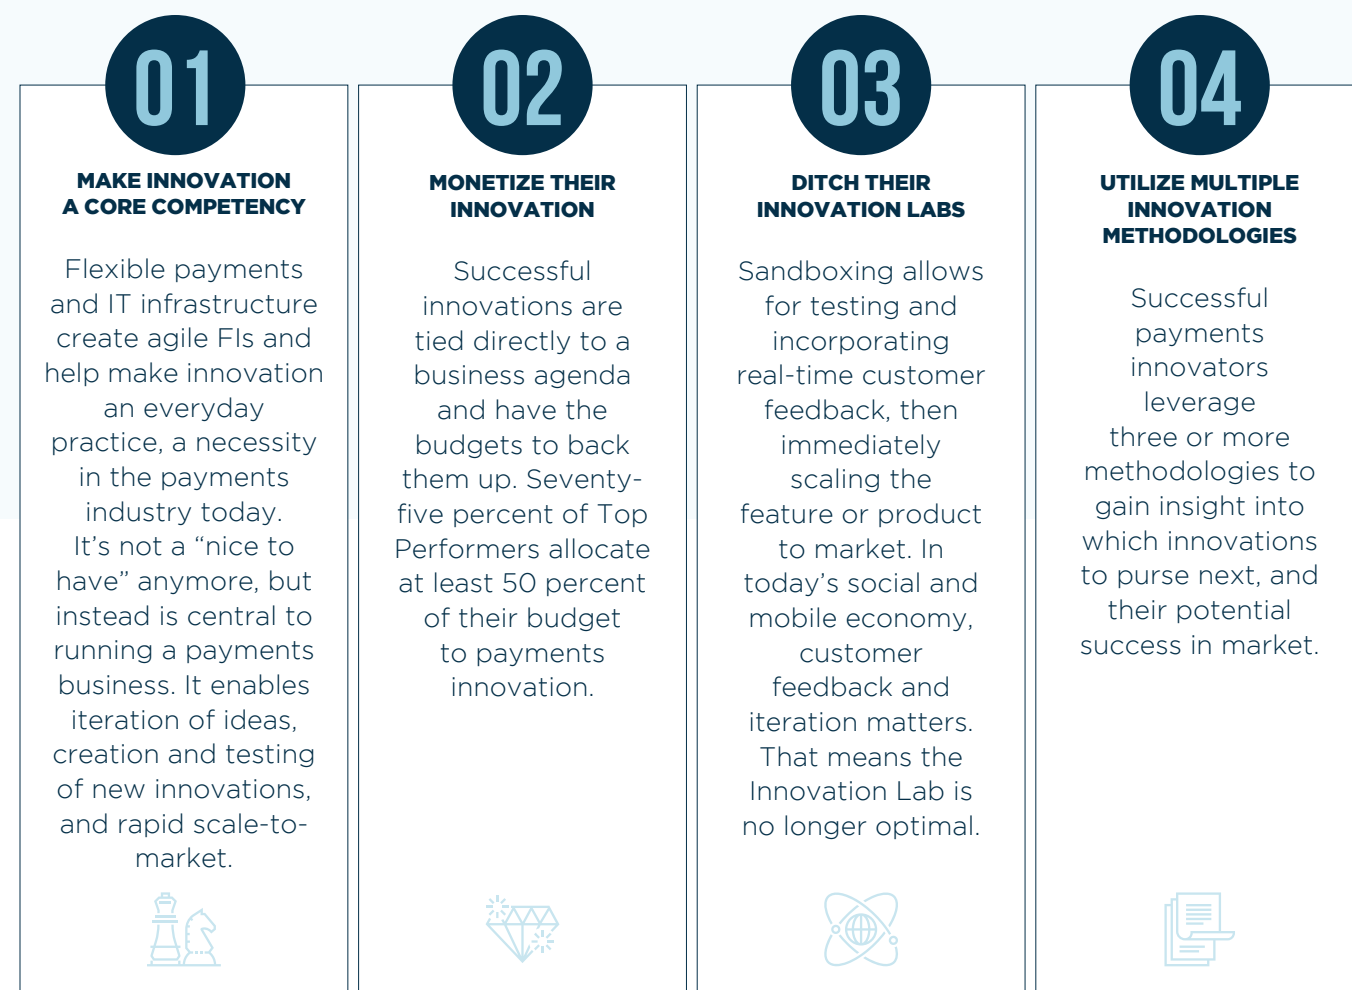 01
MAKE INNOVATION
A CORE COMPETENCY
Flexible payments
and IT infrastructure
create agile FIs and
help make innovation
an everyday
practice, a necessity
in the payments
industry today.
It’s not a “nice to
have” anymore, but
instead is central to
running a payments
business. It enables
iteration of ideas,
creation and testing
of new innovations,
and rapid scale-to-
market.
02
MONETIZE THEIR
INNOVATION
Successful
innovations are
tied directly to a
business agenda
and have the
budgets to back
them up. Seventy-
five percent of Top
Performers allocate
at least 50 percent
of their budget
to payments
innovation.
03
DITCH THEIR
INNOVATION LABS
Sandboxing allows
for testing and
incorporating
real-time customer
feedback, then
immediately
scaling the
feature or product
to market. In
today’s social and
mobile economy,
customer
feedback and
iteration matters.
That means the
Innovation Lab is
no longer optimal.
04
UTILIZE MULTIPLE
INNOVATION
METHODOLOGIES
Successful
payments
innovators
leverage
three or more
methodologies to
gain insight into
which innovations
to purse next, and
their potential
success in market.